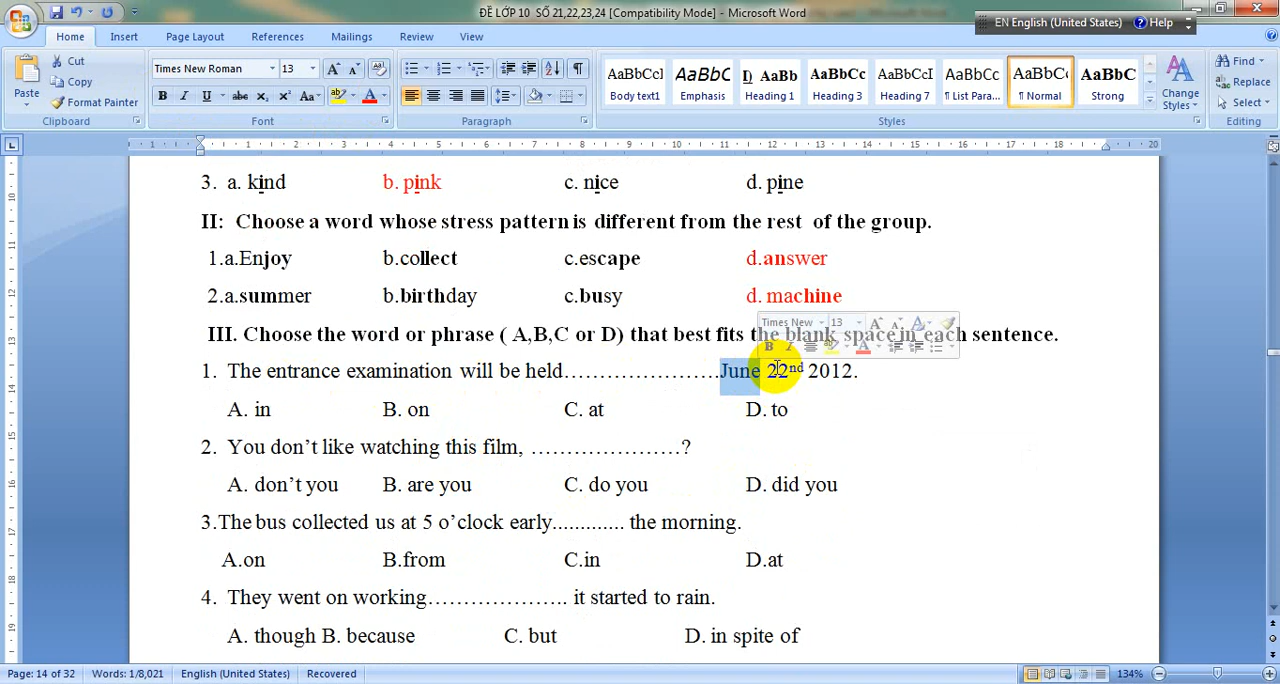 ĐỀ LỚP 10 SỐ 21,22,23,24 [Compatibility Mode] - Microsoft Word
EN English (United States) Help
Home Insert Page Layout References Mailings Review View
Cut
Copy
Format Painter
Paste
Clipboard
Times New Roman 13
Font
Paragraph
AaBbCcI AaBbC I) AaBb AaBbCc AaBbCcI AaBbCc AaBbC AaBbC
Body text1 Emphasis Heading 1 Heading 3 Heading 7 ¶ List Para... ¶ Normal Strong
Change Styles
Styles
Find
Replace
Select
Editing
3. a. kind b. pink c. nice d. pine
II: Choose a word whose stress pattern is different from the rest of the group.
1.a.Enjoy b.collect c.escape d.answer
2.a.summer b.birthday c.busy d. machine
Times New 13
III. Choose the word or phrase ( A,B,C or D) that best fits the blank space in each sentence.
1. The entrance examination will be held…………………June 22nd 2012.
A. in B. on C. at D. to
2. You don’t like watching this film, …………………?
A. don’t you B. are you C. do you D. did you
3.The bus collected us at 5 o’clock early............. the morning.
A.on B.from C.in D.at
4. They went on working……………….. it started to rain.
A. though B. because C. but D. in spite of
Page: 14 of 32 Words: 1/8,021 English (United States) Recovered 134%